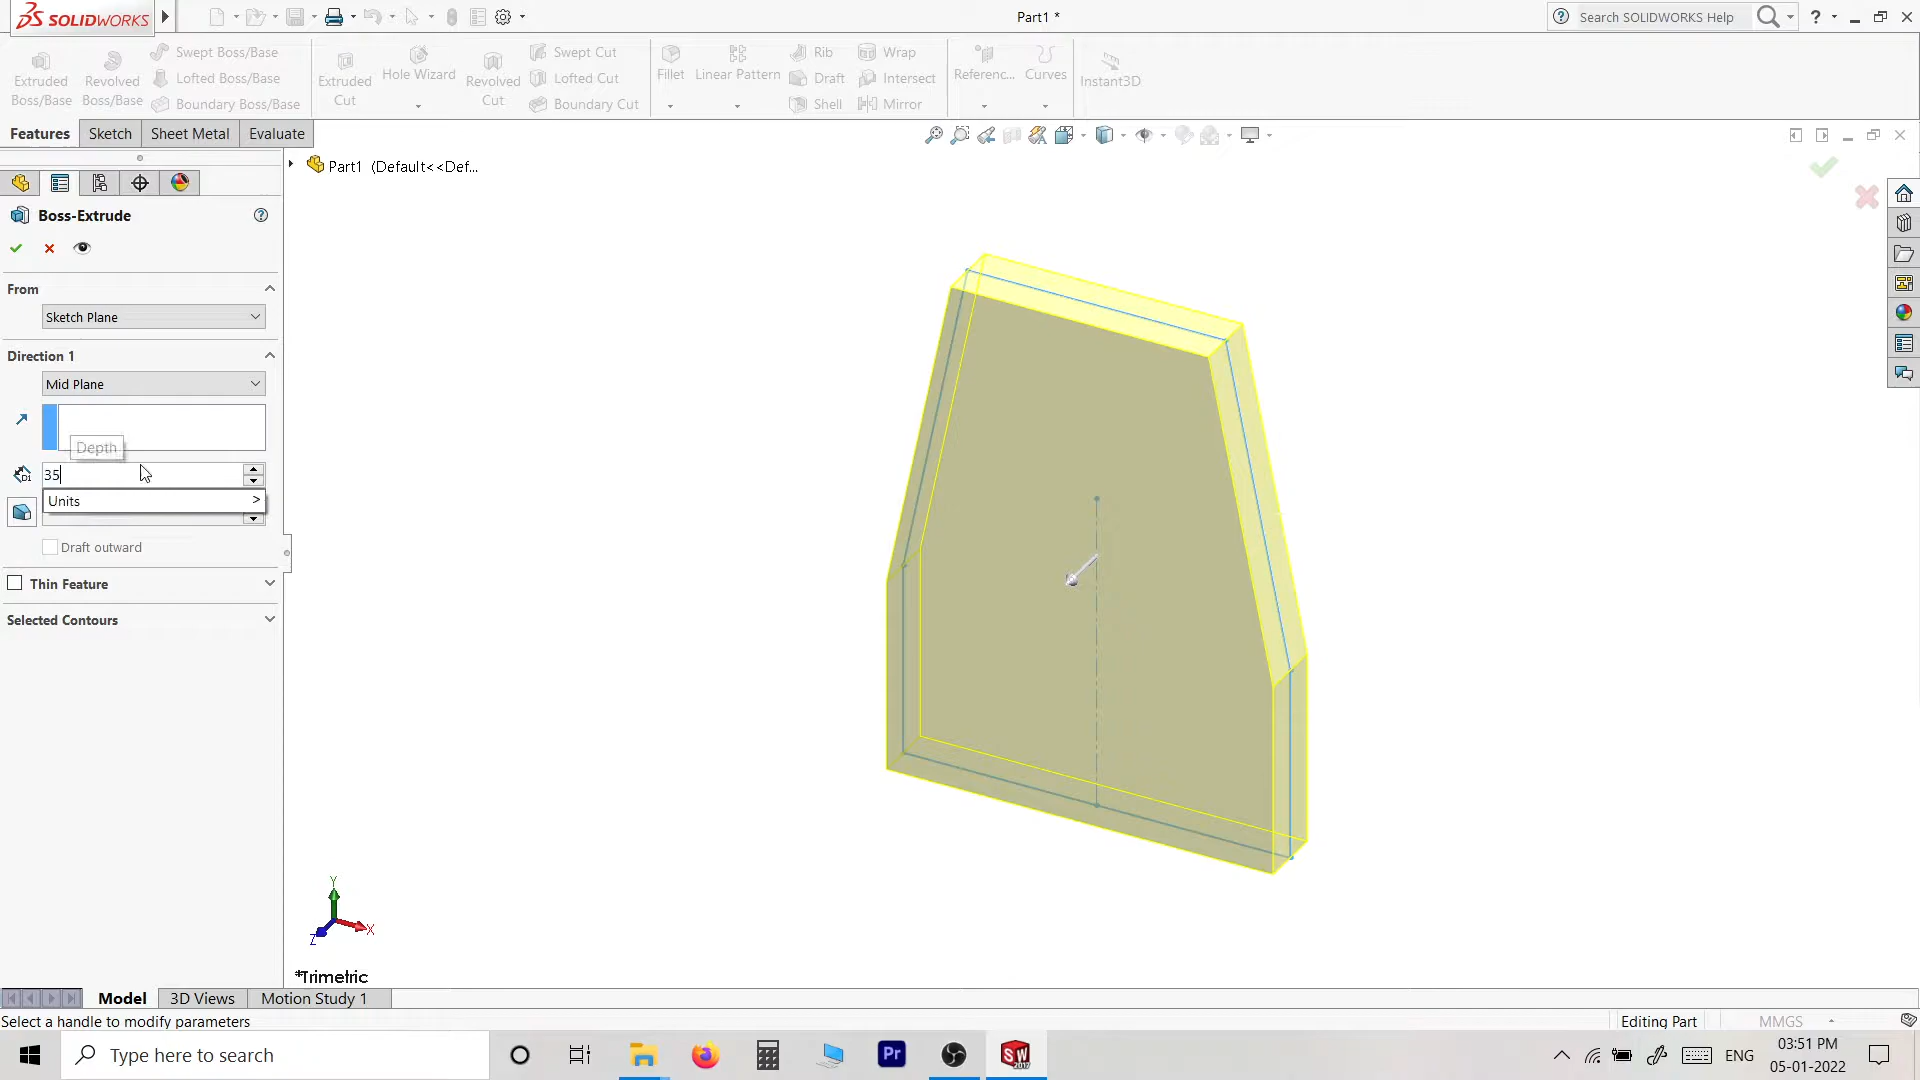 SOLIDWORKS
Part1 *
Search SOLIDWORKS Help
Extruded Boss/Base
Revolved Boss/Base
Swept Boss/Base
Lofted Boss/Base
Boundary Boss/Base
Extruded Cut
Hole Wizard
Revolved Cut
Swept Cut
Lofted Cut
Boundary Cut
Fillet
Linear Pattern
Rib
Draft
Shell
Wrap
Intersect
Mirror
Referenc...
Curves
Instant3D
Features
Sketch
Sheet Metal
Evaluate
Part1 (Default<<Def...
Boss-Extrude
From
Sketch Plane
Direction 1
Mid Plane
Depth
D1
35
Units >
Draft outward
Thin Feature
Selected Contours
Y
X
Z
*Trimetric
Model
3D Views
Motion Study 1
Select a handle to modify parameters
Editing Part
MMGS
Type here to search
Pr
SW
2017
ENG
03:51 PM
05-01-2022